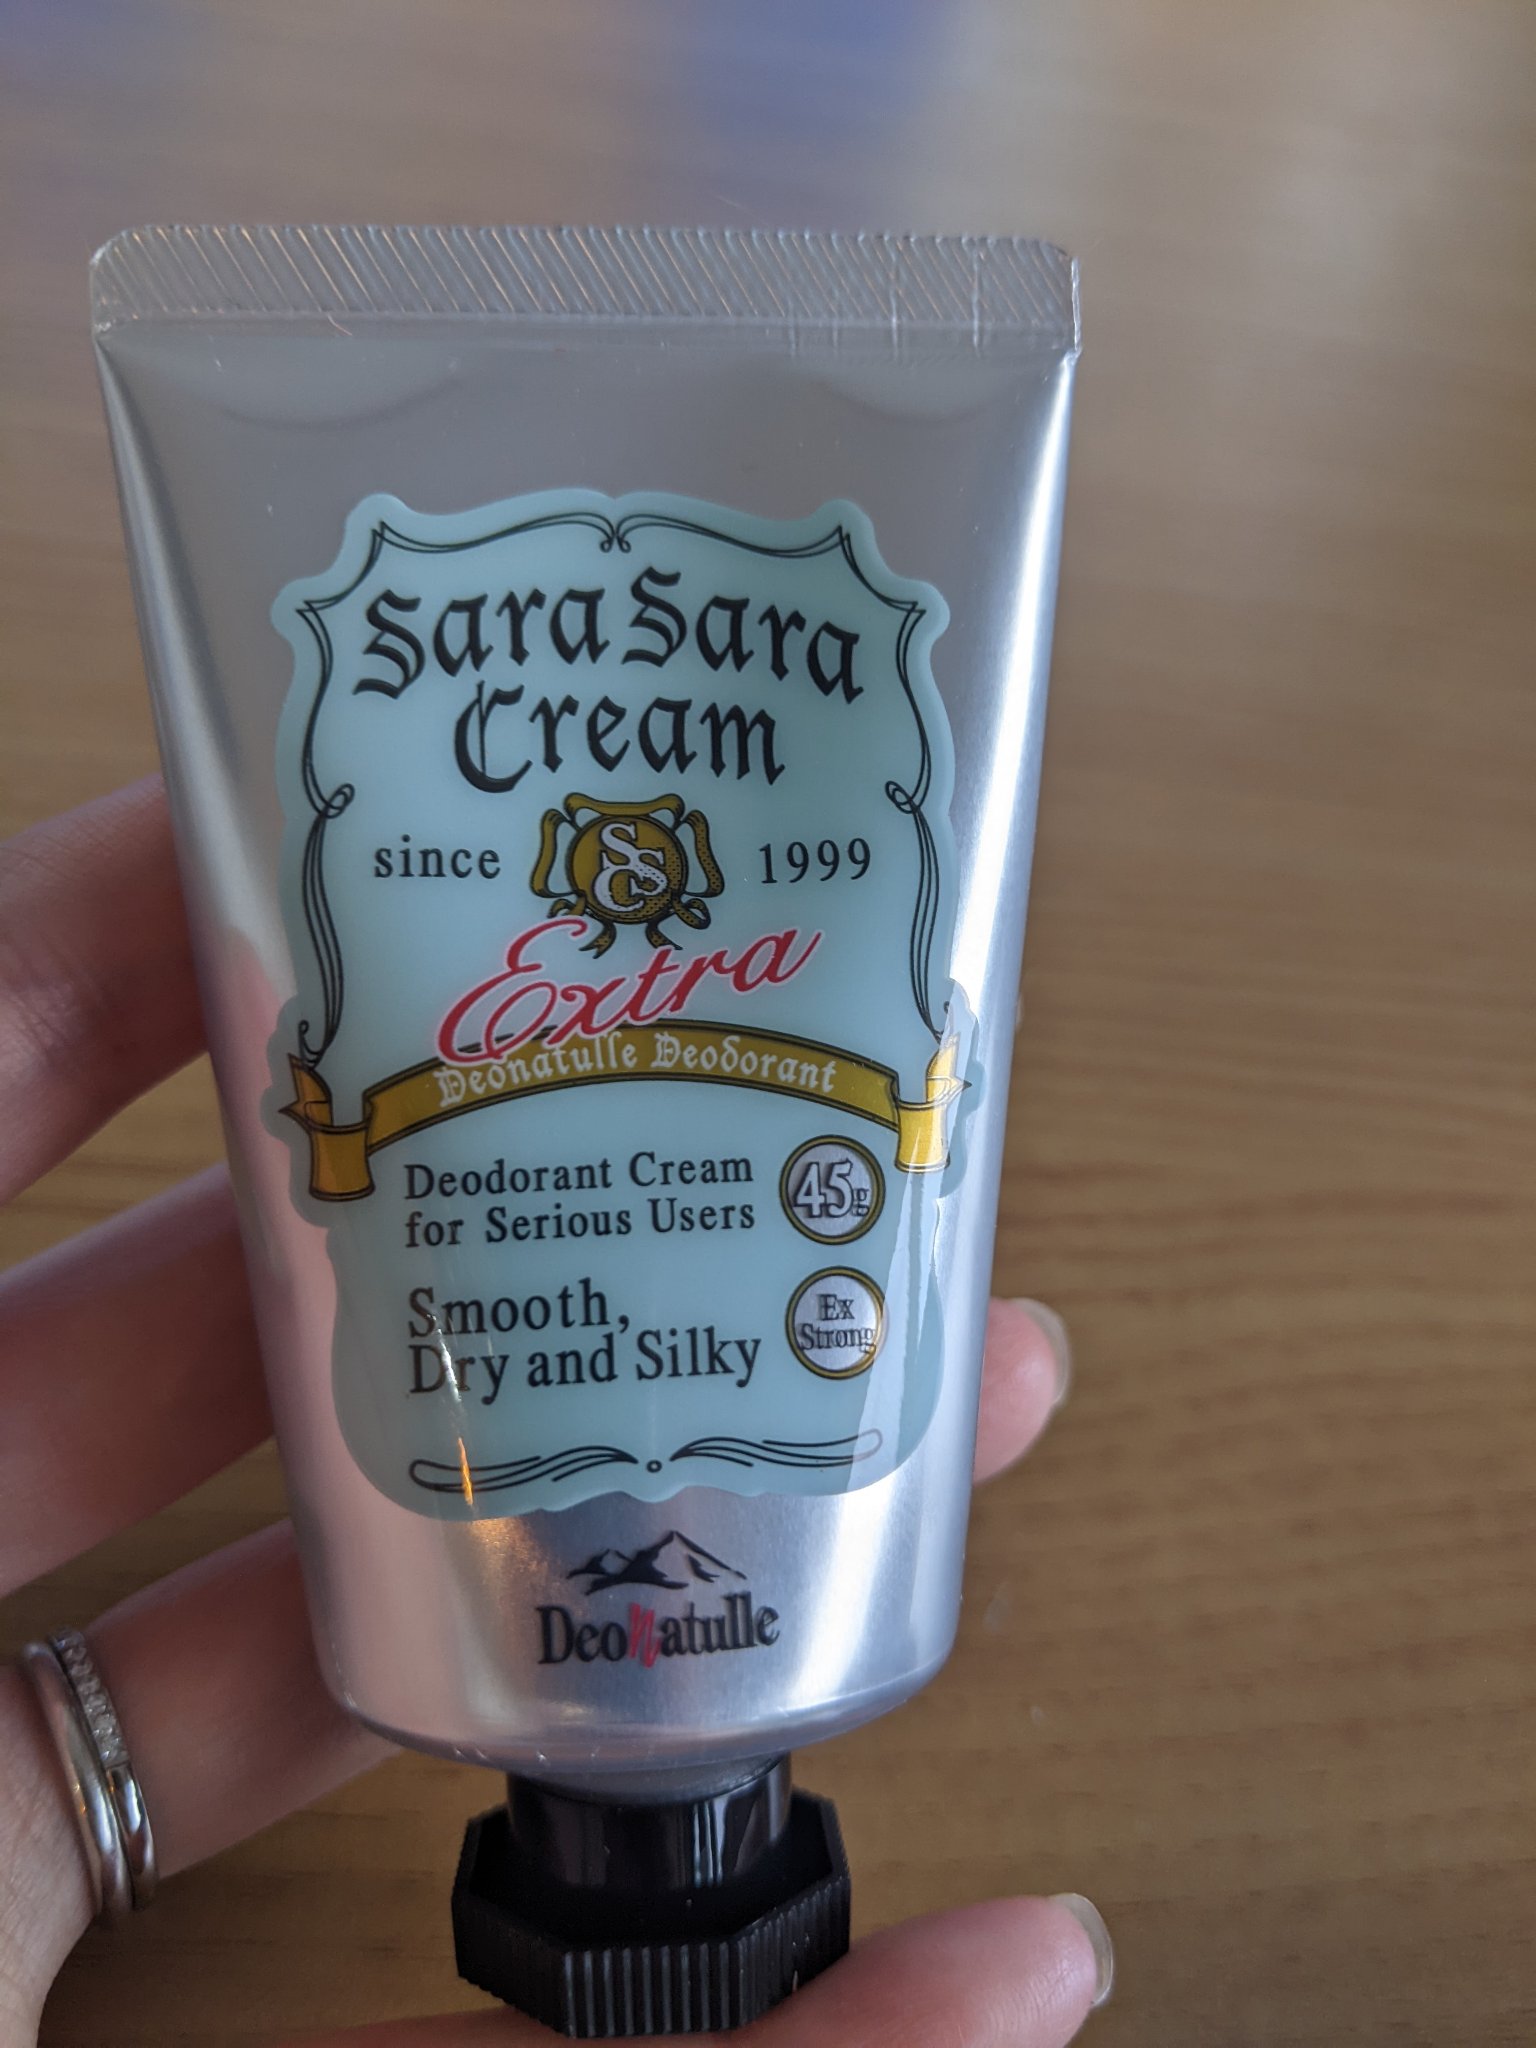 SaraSara
Cream
since SSC 1999
Extra
Deonatulle Deodorant
Deodorant Cream
for Serious Users
45g
Smooth,
Dry and Silky
Ex
Strong
Deonatulle